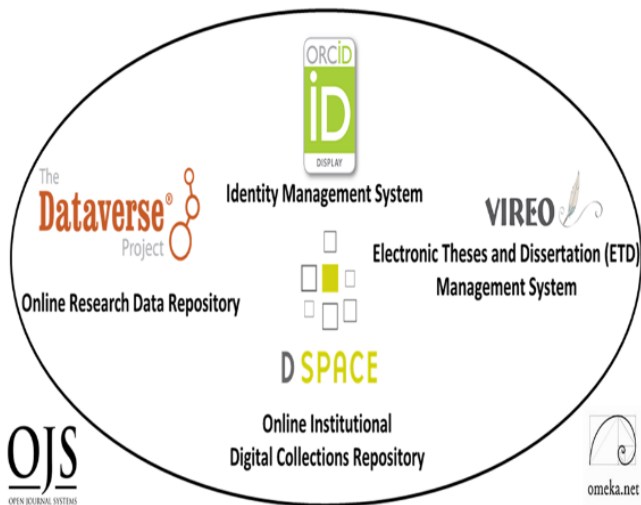 ORCiD
iD
DISPLAY
Identity Management System
The
Dataverse®
Project
Online Research Data Repository
VIREO
Electronic Theses and Dissertation (ETD)
Management System
D SPACE
Online Institutional
Digital Collections Repository
OJS
OPEN JOURNAL SYSTEMS
omeka.net